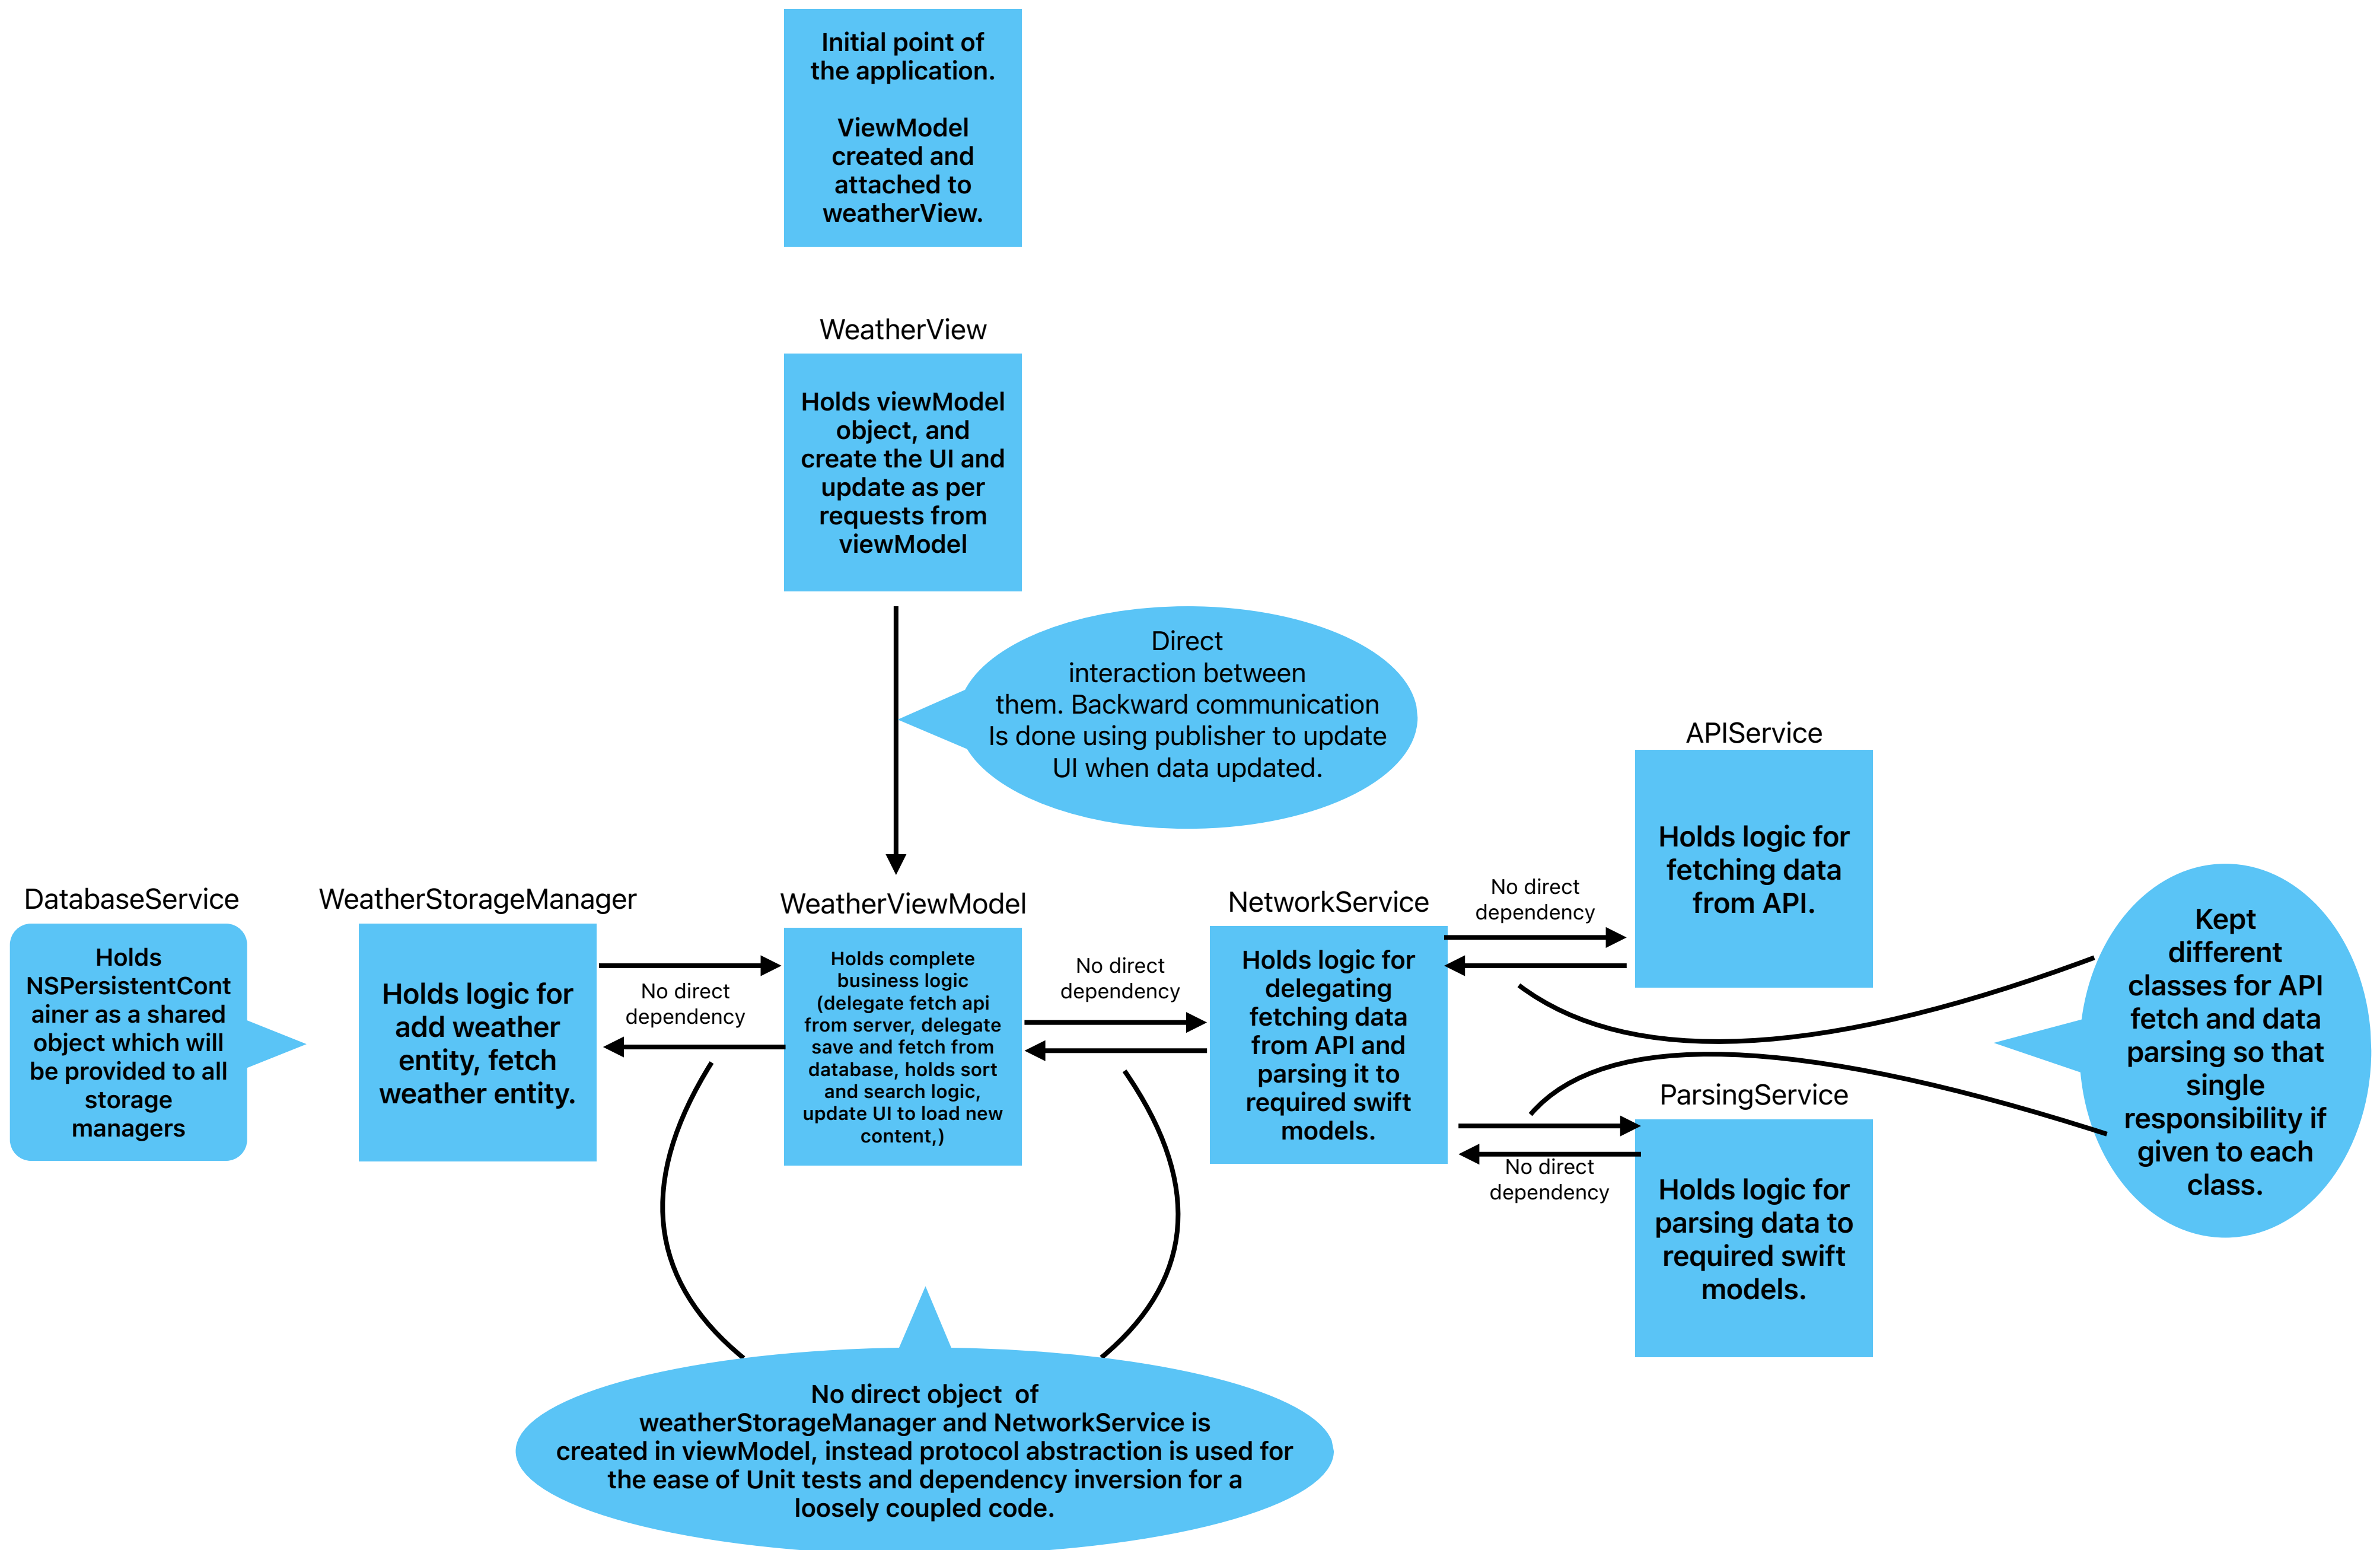 Initial point of
the application.
ViewModel
created and
attached to
weatherView.
WeatherView
Holds viewModel
object, and
create the UI and
update as per
requests from
viewModel
Direct
interaction between
them. Backward communication
Is done using publisher to update
UI when data updated.
DatabaseService
Holds
NSPersistentCont
ainer as a shared
object which will
be provided to all
storage
managers
WeatherStorageManager
Holds logic for
add weather
entity, fetch
weather entity.
No direct
dependency
WeatherViewModel
Holds complete
business logic
(delegate fetch api
from server, delegate
save and fetch from
database, holds sort
and search logic,
update UI to load new
content,)
No direct
dependency
NetworkService
Holds logic for
delegating
fetching data
from API and
parsing it to
required swift
models.
No direct
dependency
APIService
Holds logic for
fetching data
from API.
No direct
dependency
ParsingService
Holds logic for
parsing data to
required swift
models.
Kept
different
classes for API
fetch and data
parsing so that
single
responsibility if
given to each
class.
No direct object  of
weatherStorageManager and NetworkService is
created in viewModel, instead protocol abstraction is used for
the ease of Unit tests and dependency inversion for a
loosely coupled code.